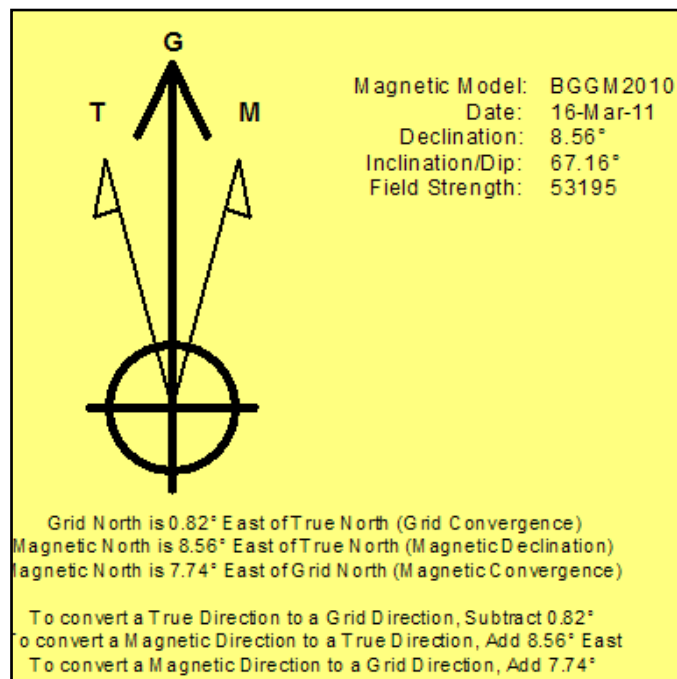 G
T
M
Magnetic Model: BGGM2010
Date: 16-Mar-11
Declination: 8.56°
Inclination/Dip: 67.16°
Field Strength: 53195
Grid North is 0.82° East of True North (Grid Convergence)
Magnetic North is 8.56° East of True North (Magnetic Declination)
Magnetic North is 7.74° East of Grid North (Magnetic Convergence)
To convert a True Direction to a Grid Direction, Subtract 0.82°
To convert a Magnetic Direction to a True Direction, Add 8.56° East
To convert a Magnetic Direction to a Grid Direction, Add 7.74°